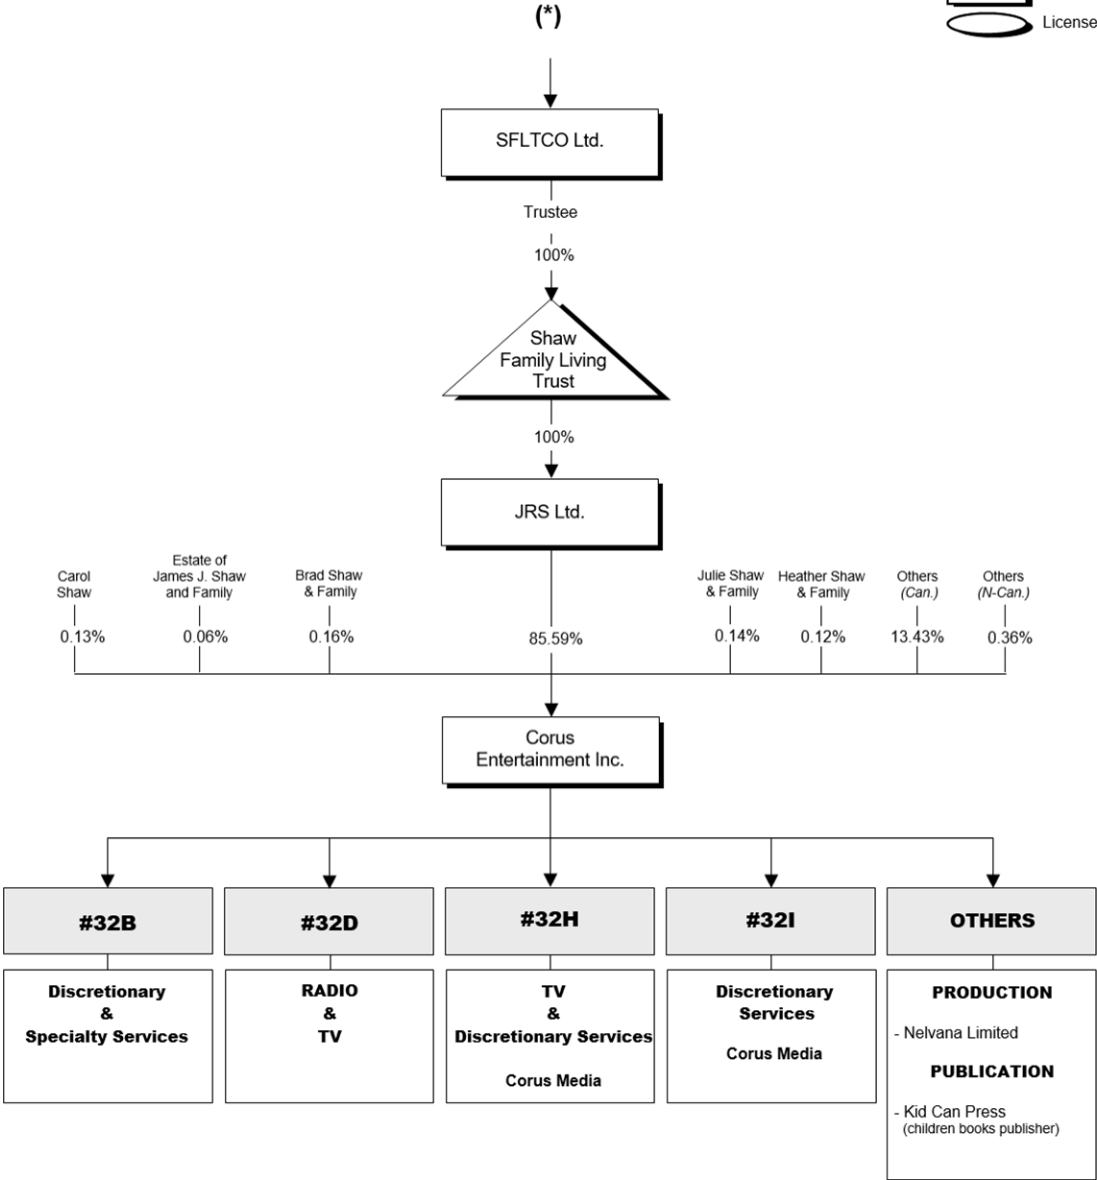 (*)
License
SFLTCO Ltd.
Trustee
100%
Shaw
Family Living
Trust
100%
JRS Ltd.
Carol
Shaw
0.13%
Estate of
James J. Shaw
and Family
0.06%
Brad Shaw
& Family
0.16%
85.59%
Julie Shaw
& Family
0.14%
Heather Shaw
& Family
0.12%
Others
(Can.)
13.43%
Others
(N-Can.)
0.36%
Corus
Entertainment Inc.
#32B
Discretionary
&
Specialty Services
#32D
RADIO
&
TV
#32H
TV
&
Discretionary Services
Corus Media
#32I
Discretionary
Services
Corus Media
OTHERS
PRODUCTION
- Nelvana Limited
PUBLICATION
- Kid Can Press
(children books publisher)